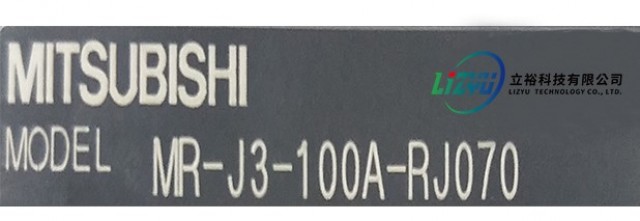 MITSUBISHI
MODEL MR-J3-100A-RJ070
LIZYU
立裕科技有限公司
LIZYU TECHNOLOGY CO., LTD.